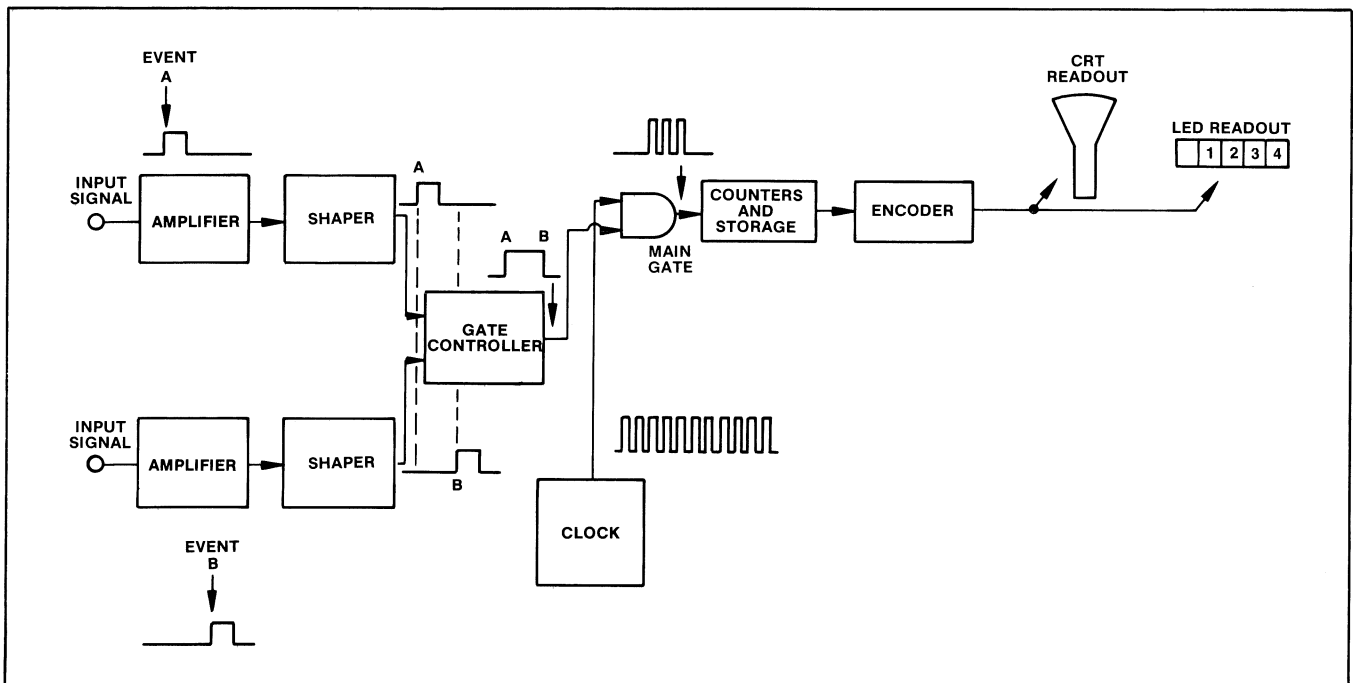 EVENT
A
INPUT
SIGNAL
AMPLIFIER
SHAPER
A
A B
GATE
CONTROLLER
MAIN
GATE
COUNTERS
AND
STORAGE
ENCODER
CRT
READOUT
LED READOUT
1 2 3 4
INPUT
SIGNAL
AMPLIFIER
SHAPER
B
CLOCK
EVENT
B